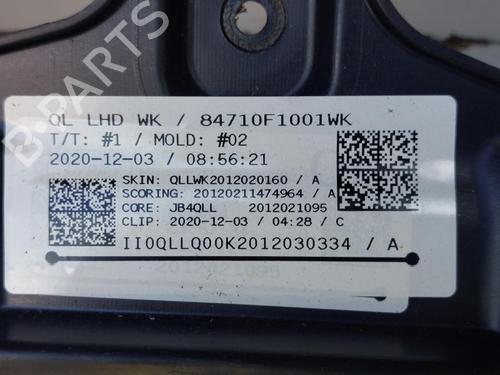 QL LHD WK / 84710F1001WK
T/T: #1 / MOLD: #02
2020-12-03 / 08:56:21
SKIN: QLLWK2012020160 / A
SCORING: 20120211474964 / A
CORE: JB4QLL 2012021095
CLIP: 2020-12-03 / 04:28 / C
II0QLLQ00K2012030334 / A
2012021095
B-PARTS